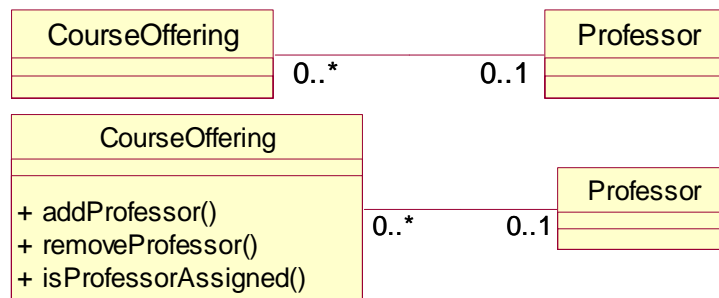 CourseOffering
Professor
0..*
0..1
CourseOffering
+ addProfessor()
+ removeProfessor()
+ isProfessorAssigned()
Professor
0..*
0..1